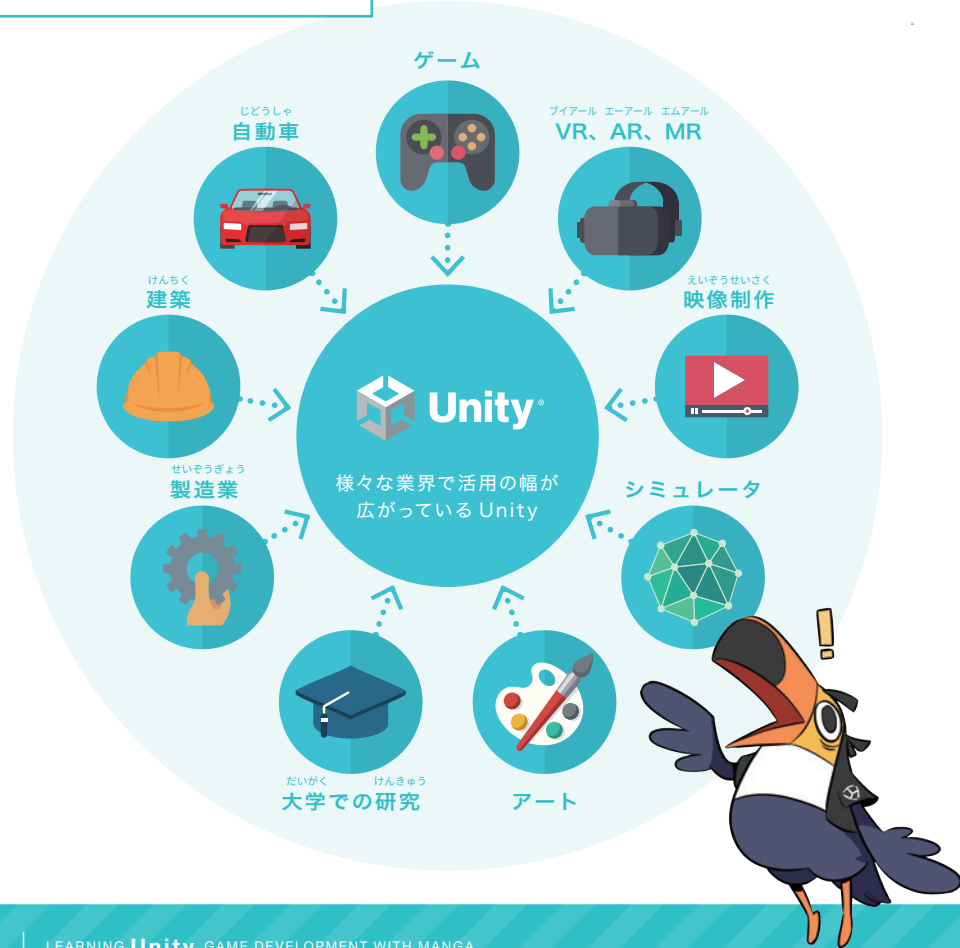 ゲーム
じどうしゃ
自動車
ブイアール エーアール エムアール
VR、AR、MR
けんちく
建築
えいぞうせいさく
映像制作
Unity®
様々な業界で活用の幅が
広がっている Unity
せいぞうぎょう
製造業
シミュレータ
だいがく けんきゅう
大学での研究
アート
!
LEARNING Unity GAME DEVELOPMENT WITH MANGA